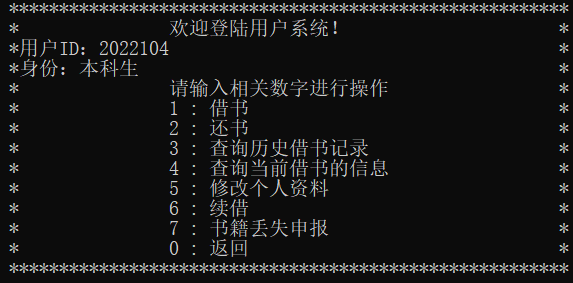 *********************************************************
* 欢迎登陆用户系统! *
*用户ID: 2022104 *
*身份: 本科生 *
* 请输入相关数字进行操作 *
* 1 : 借书 *
* 2 : 还书 *
* 3 : 查询历史借书记录 *
* 4 : 查询当前借书的信息 *
* 5 : 修改个人资料 *
* 6 : 续借 *
* 7 : 书籍丢失申报 *
* 0 : 返回 *
*********************************************************